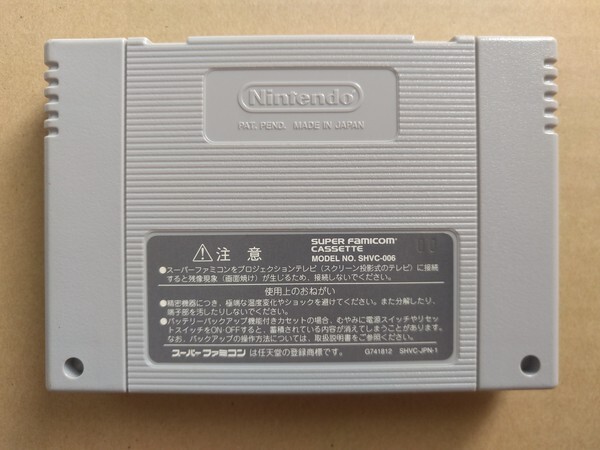 Nintendo
PAT. PEND. MADE IN JAPAN
注意
SUPER FAMICOM
CASSETTE
MODEL NO. SHVC-006
●スーパーファミコンをプロジェクションテレビ（スクリーン投影式のテレビ）に接続
すると残像現象（画面焼け）が生じるため、接続しないでください。
使用上のおねがい
●精密機器につき、極端な温度変化やショックを避けてください。また分解したり、
端子部を汚したりしないでください。
●バッテリーバックアップ機能付きカセットの場合、むやみに電源スイッチやリセッ
トスイッチをON·OFFすると、蓄積されている内容が消えてしまうことがあります。
なお、バックアップの操作方法については、取扱説明書をご参照ください。
スーパーファミコンは任天堂の登録商標です。
G741812 SHVC-JPN-1